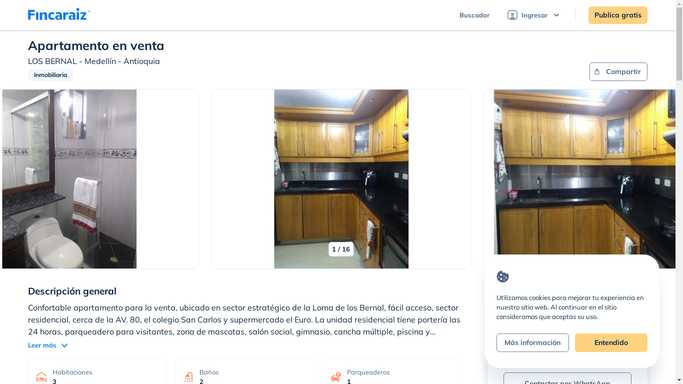 Fincaraiz
Buscador
Ingresar
Publica gratis
Apartamento en venta
LOS BERNAL - Medellín - Antioquia
Inmobiliaria
Compartir
1 / 16
Descripción general
Confortable apartamento para la venta, ubicado en sector estratégico de la Loma de los Bernal, fácil acceso, sector
residencial, cerca de la AV. 80, el colegio San Carlos y supermercado el Euro. La unidad residencial tiene portería las
24 horas, parqueadero para visitantes, zona de mascotas, salón social, gimnasio, cancha múltiple, piscina y...
Leer más
Habitaciones
3
Baños
2
Parqueaderos
1
Utilizamos cookies para mejorar tu experiencia en
nuestro sitio web. Al continuar en el sitio
consideramos que aceptas su uso.
Más información
Entendido
Contactar por WhatsApp